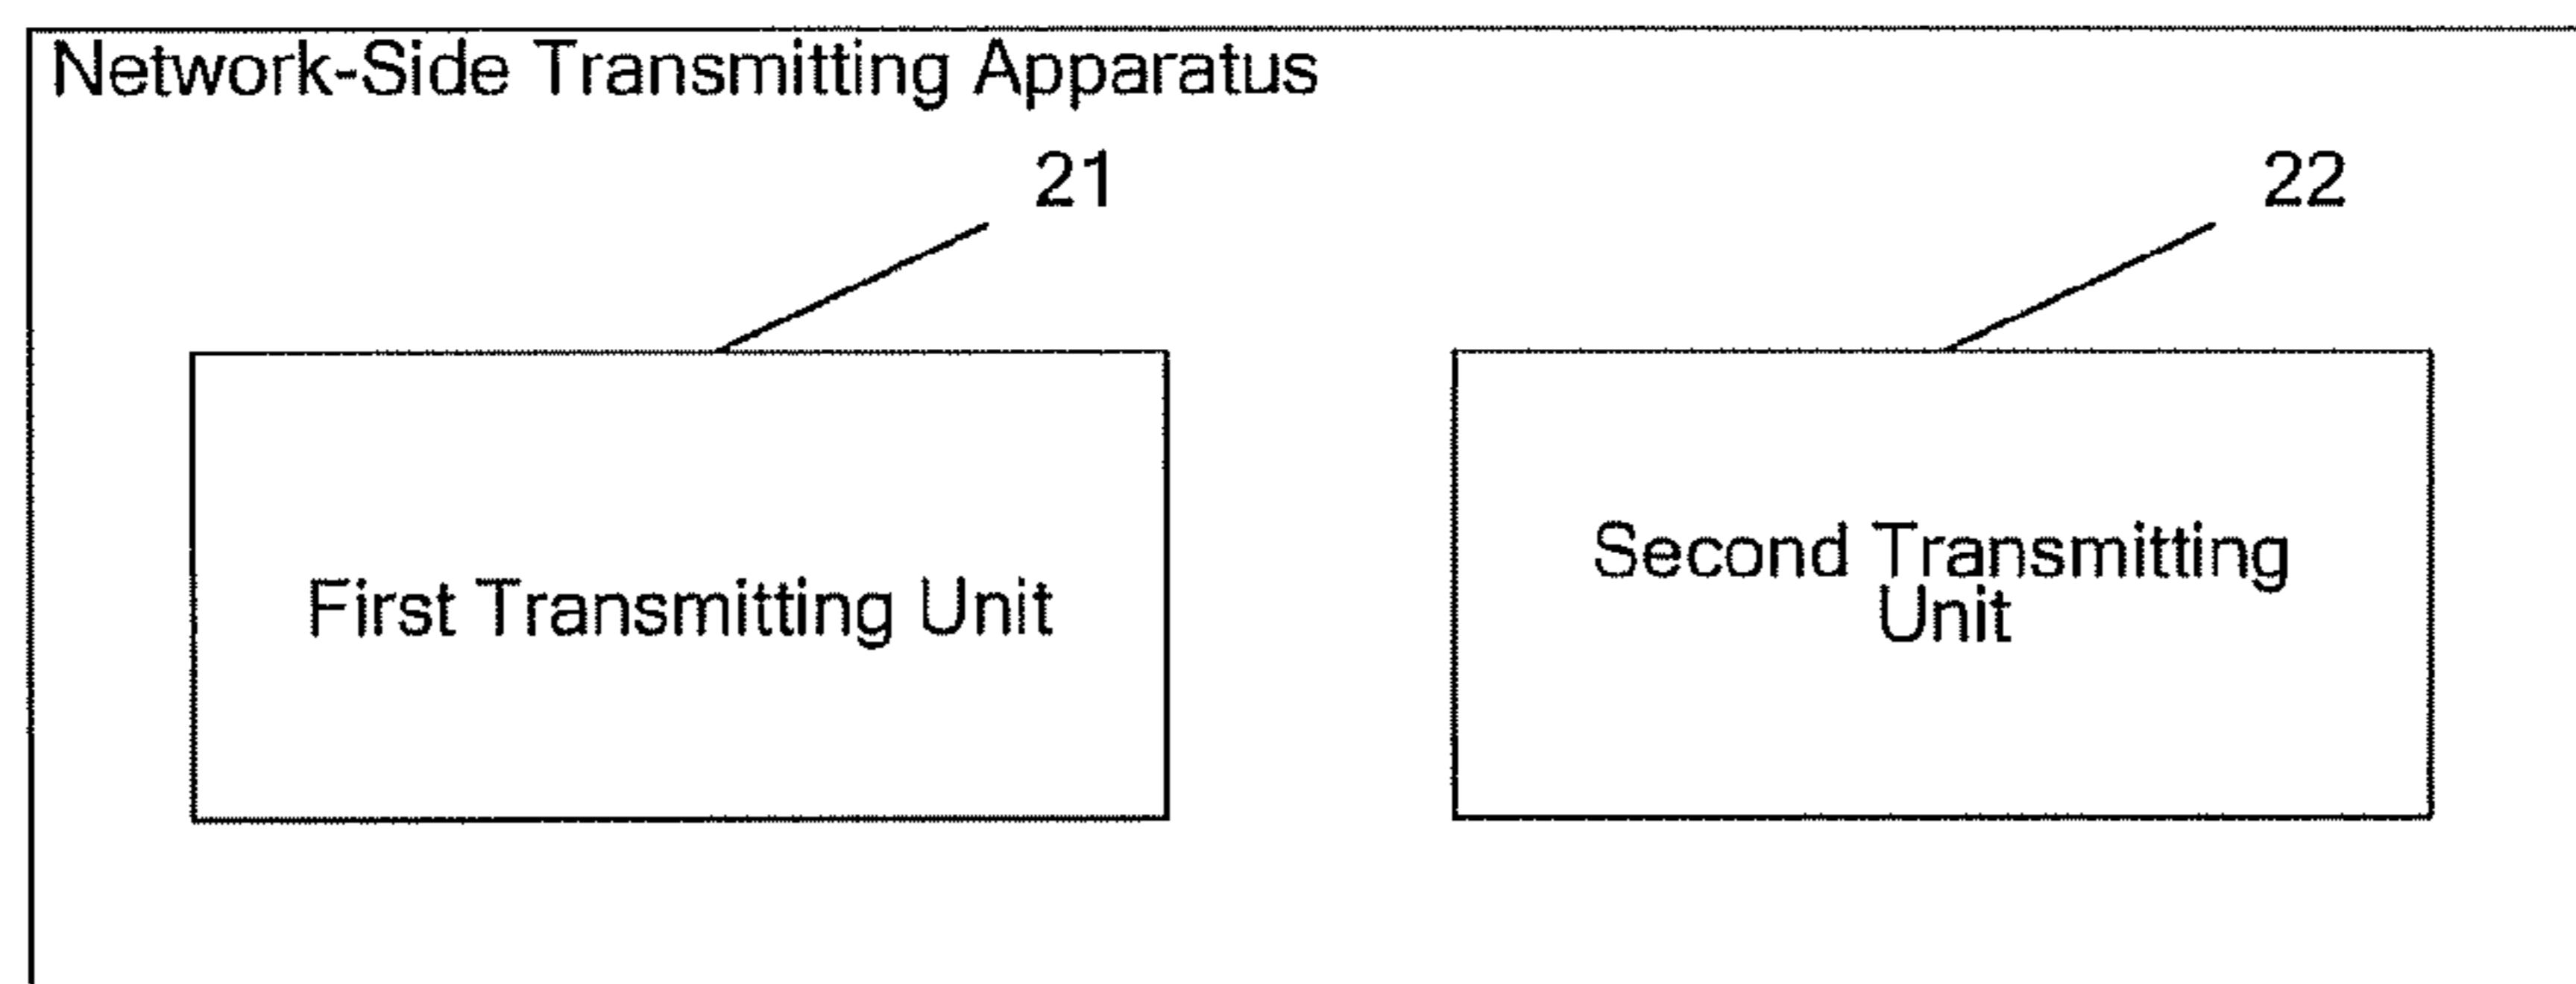 Network-Side Transmitting Apparatus
21
22
First Transmitting Unit
Second Transmitting
Unit